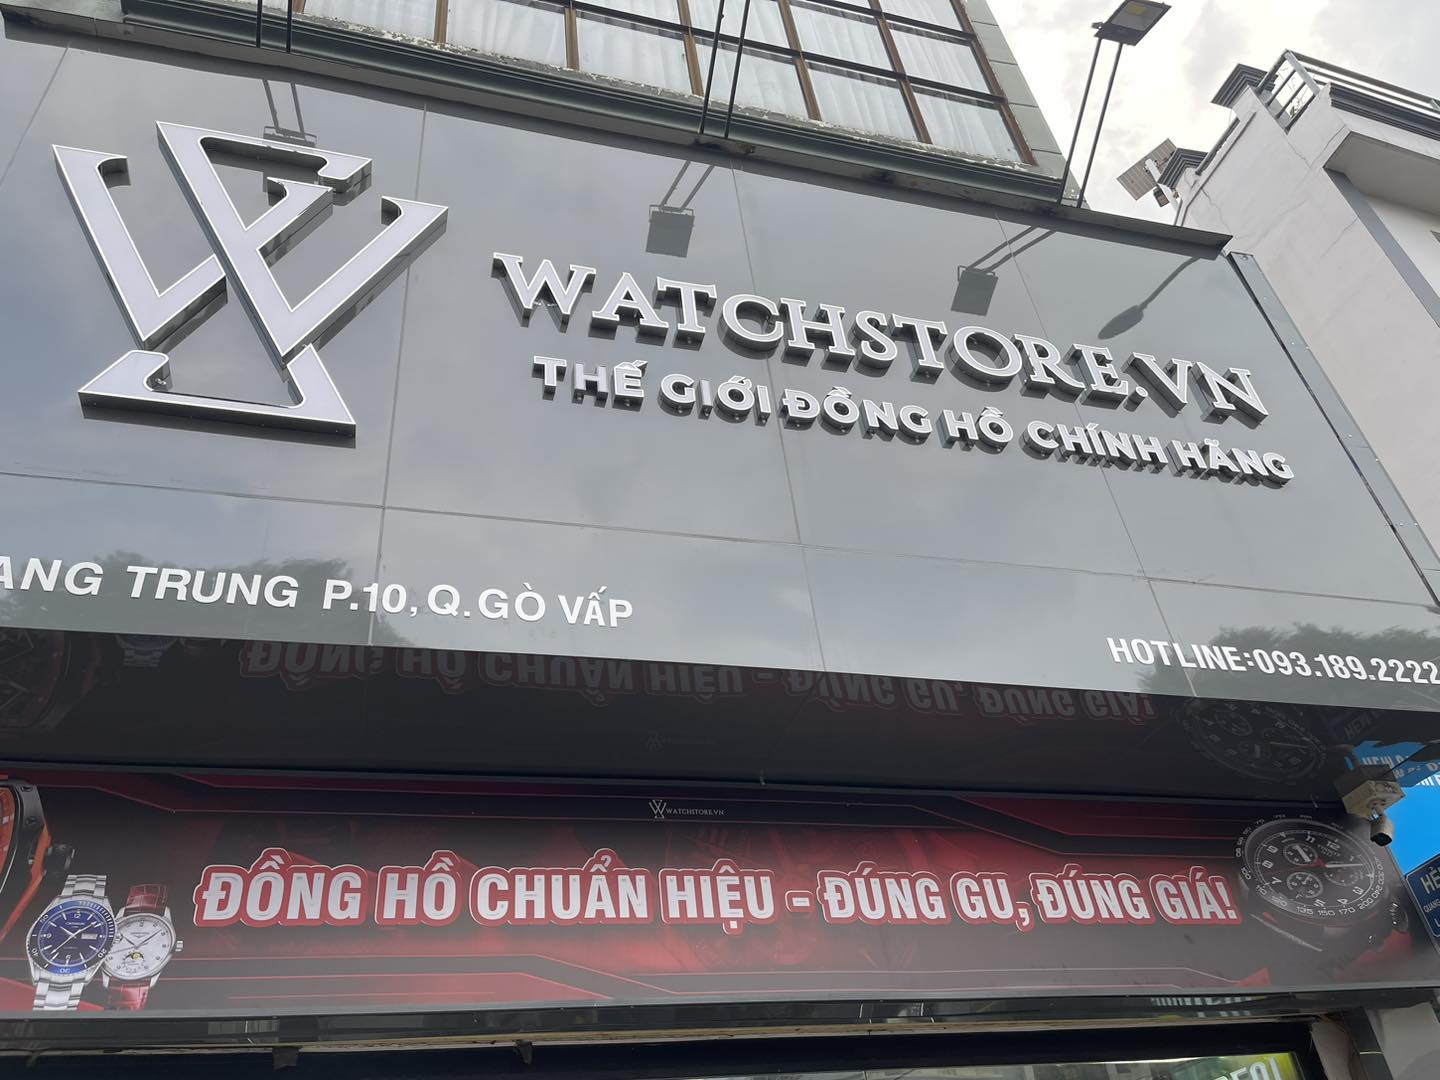 WATCHSTORE.VN
THẾ GIỚI ĐỒNG HỒ CHÍNH HÃNG
ANG TRUNG P.10, Q. GÒ VẤP
HOTLINE: 093.189.2222
WATCHSTORE.VN
ĐỒNG HỒ CHUẨN HIỆU - ĐÚNG GU, ĐÚNG GIÁ!